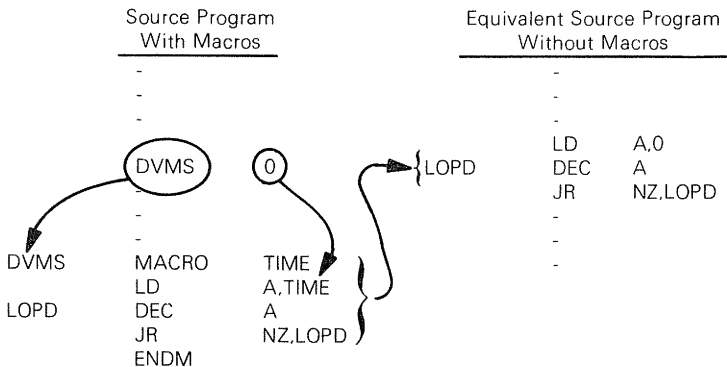 Source Program
With Macros
-
-
-
DVMS 0
-
-
-
DVMS MACRO TIME
LD A,TIME
LOPD DEC A
JR NZ,LOPD
ENDM
Equivalent Source Program
Without Macros
-
-
-
LD A,0
LOPD DEC A
JR NZ,LOPD
-
-
-